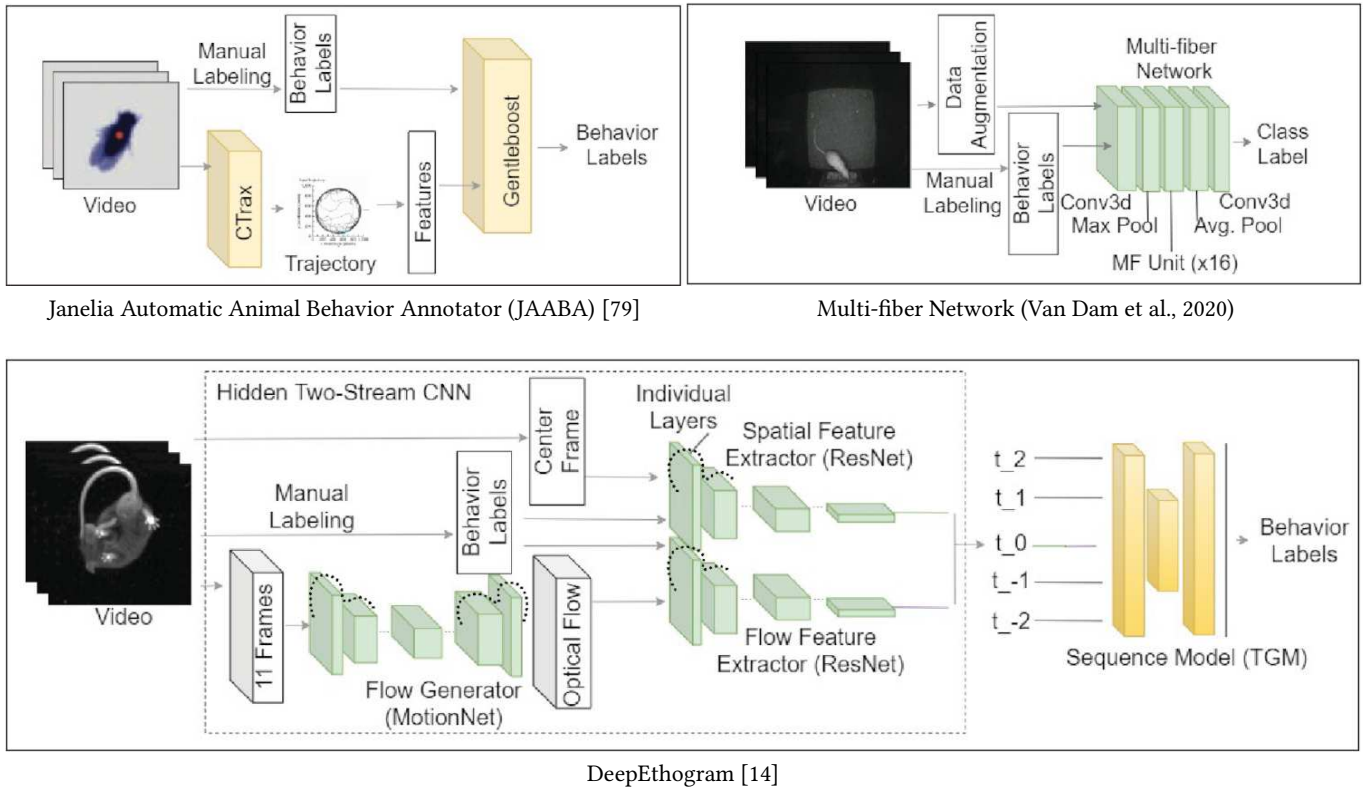 Manual
Labeling
Behavior
Labels
Video
CTrax
Trajectory
Features
Gentleboost
Behavior
Labels
Janelia Automatic Animal Behavior Annotator (JAABA) [79]
Video
Data
Augmentation
Manual
Labeling
Behavior
Labels
Multi-fiber
Network
Conv3d
Max Pool
MF Unit (x16)
Conv3d
Avg. Pool
Class
Label
Multi-fiber Network (Van Dam et al., 2020)
Hidden Two-Stream CNN
Video
Manual
Labeling
Behavior
Labels
Center
Frame
11 Frames
Flow Generator
(MotionNet)
Optical Flow
Individual
Layers
Spatial Feature
Extractor (ResNet)
Flow Feature
Extractor (ResNet)
t_2
t_1
t_0
t_-1
t_-2
Sequence Model (TGM)
Behavior
Labels
DeepEthogram [14]